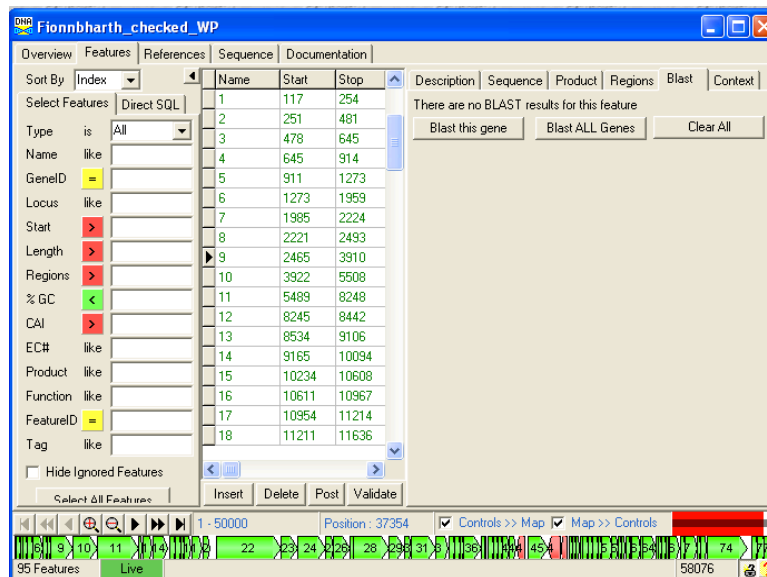 Fionnbharth_checked_WP
Overview Features References Sequence Documentation
Sort By Index
Select Features Direct SQL
Type is All
Name like
GeneID =
Locus like
Start >
Length >
Regions >
% GC <
CAI >
EC# like
Product like
Function like
FeatureID =
Tag like
Hide Ignored Features
Select All Features
Name Start Stop
1 117 254
2 251 481
3 478 645
4 645 914
5 911 1273
6 1273 1959
7 1985 2224
8 2221 2493
9 2465 3910
10 3922 5508
11 5489 8248
12 8245 8442
13 8534 9106
14 9165 10094
15 10234 10608
16 10611 10967
17 10954 11214
18 11211 11636
Insert Delete Post Validate
Description Sequence Product Regions Blast Context
There are no BLAST results for this feature
Blast this gene Blast ALL Genes Clear All
1 - 50000 Position : 37354 Controls >> Map Map >> Controls
9 10 11 22 23 24 28 31 36 45 74
95 Features Live 58076